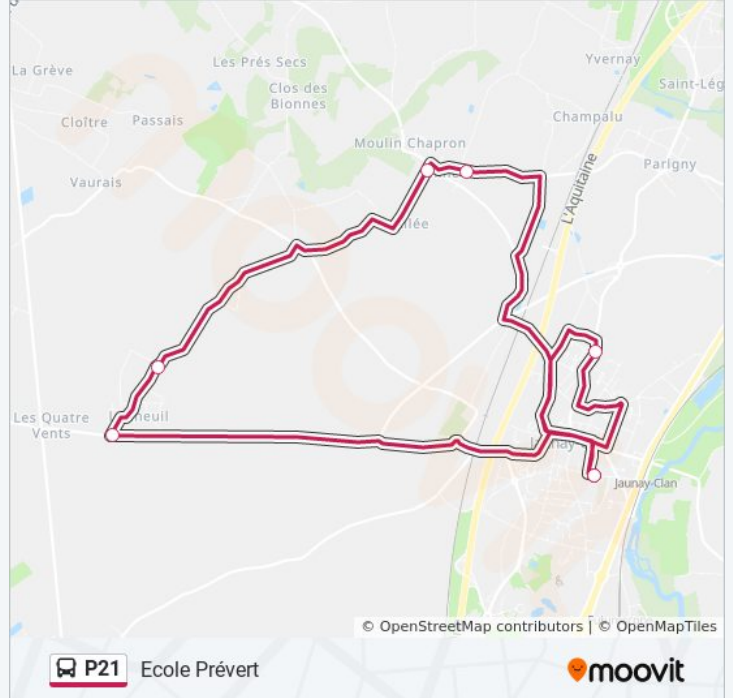 Yvernay
Les Prés Secs
La Grève
Saint-Lég
Clos des
Bionnes
Champalu
Cloître
Passais
Moulin Chapron
Parigny
L'Aquitaine
Vaurais
Les Quatre
Vents
Jaunay-Clan
© OpenStreetMap contributors | © OpenMapTiles
P21
Ecole Prévert
moovit